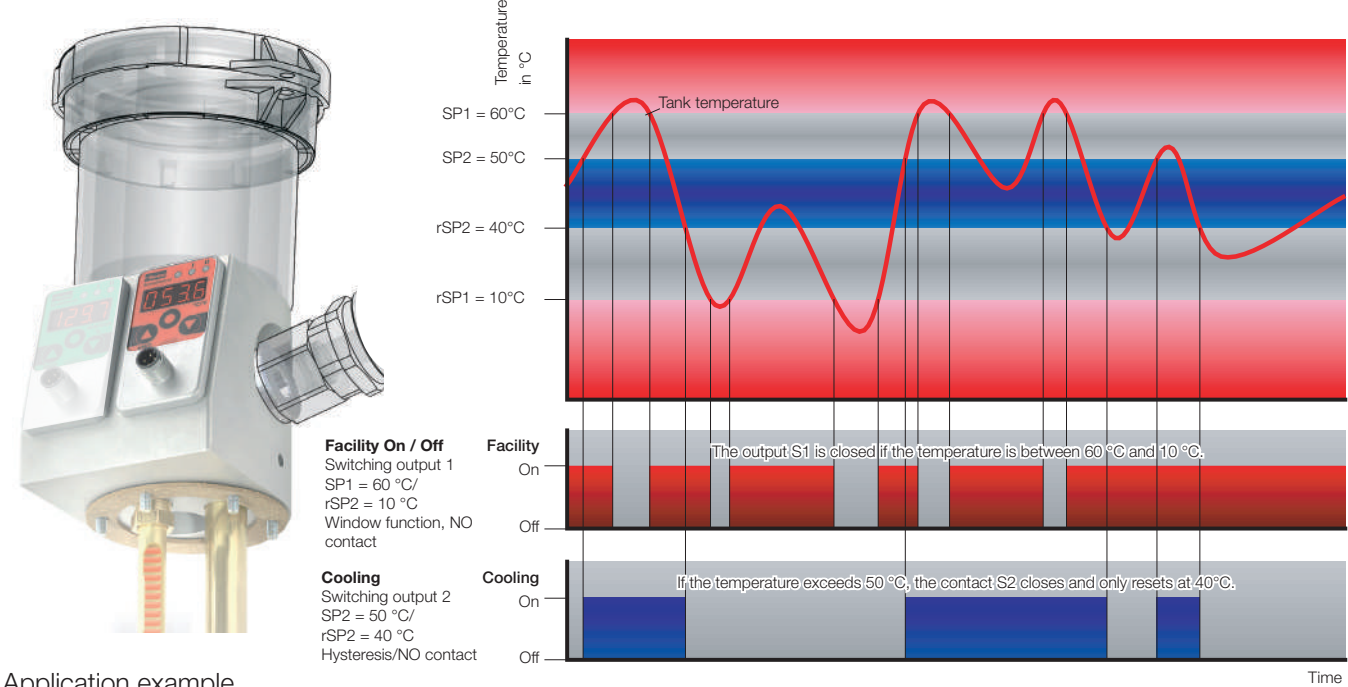 Temperature
in °C
SP1 = 60°C
Tank temperature
SP2 = 50°C
rSP2 = 40°C
rSP1 = 10°C
053.6
Facility On / Off
Switching output 1
SP1 = 60 °C/
rSP2 = 10 °C
Window function, NO
contact
Facility
On
Off
The output S1 is closed if the temperature is between 60 °C and 10 °C.
Cooling
Switching output 2
SP2 = 50 °C/
rSP2 = 40 °C
Hysteresis/NO contact
Cooling
On
Off
If the temperature exceeds 50 °C, the contact S2 closes and only resets at 40°C.
Time
Application example